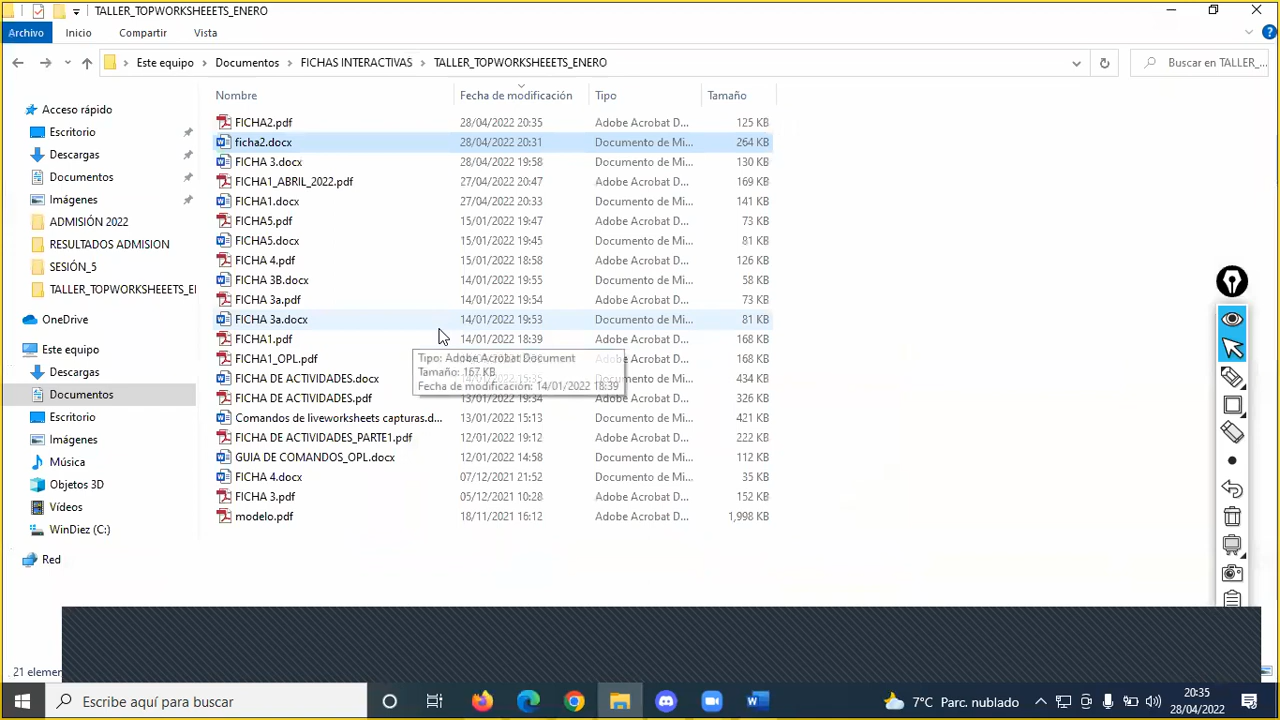 TALLER_TOPWORKSHEEETS_ENERO
Archivo Inicio Compartir Vista
Este equipo Documentos FICHAS INTERACTIVAS TALLER_TOPWORKSHEEETS_ENERO Buscar en TALLER_...
Nombre Fecha de modificación Tipo Tamaño
Acceso rápido
Escritorio
Descargas
Documentos
Imágenes
ADMISIÓN 2022
RESULTADOS ADMISION
SESIÓN_5
TALLER_TOPWORKSHEEETS_E
OneDrive
Este equipo
Descargas
Documentos
Escritorio
Imágenes
Música
Objetos 3D
Vídeos
WinDiez (C:)
Red
FICHA2.pdf 28/04/2022 20:35 Adobe Acrobat D... 125 KB
ficha2.docx 28/04/2022 20:31 Documento de Mi... 264 KB
FICHA 3.docx 28/04/2022 19:58 Documento de Mi... 130 KB
FICHA1_ABRIL_2022.pdf 27/04/2022 20:47 Adobe Acrobat D... 169 KB
FICHA1.docx 27/04/2022 20:33 Documento de Mi... 141 KB
FICHA5.pdf 15/01/2022 19:47 Adobe Acrobat D... 73 KB
FICHA5.docx 15/01/2022 19:45 Documento de Mi... 81 KB
FICHA 4.pdf 15/01/2022 18:58 Adobe Acrobat D... 126 KB
FICHA 3B.docx 14/01/2022 19:55 Documento de Mi... 58 KB
FICHA 3a.pdf 14/01/2022 19:54 Adobe Acrobat D... 73 KB
FICHA 3a.docx 14/01/2022 19:53 Documento de Mi... 81 KB
FICHA1.pdf 14/01/2022 18:39 Adobe Acrobat D... 168 KB
FICHA1_OPL.pdf Adobe Acrobat D... 168 KB
FICHA DE ACTIVIDADES.docx Documento de Mi... 434 KB
FICHA DE ACTIVIDADES.pdf 13/01/2022 19:34 Adobe Acrobat D... 326 KB
Comandos de liveworksheets capturas.d... 13/01/2022 15:13 Documento de Mi... 421 KB
FICHA DE ACTIVIDADES_PARTE1.pdf 12/01/2022 19:12 Adobe Acrobat D... 222 KB
GUIA DE COMANDOS_OPL.docx 12/01/2022 14:58 Documento de Mi... 112 KB
FICHA 4.docx 07/12/2021 21:52 Documento de Mi... 35 KB
FICHA 3.pdf 05/12/2021 10:28 Adobe Acrobat D... 152 KB
modelo.pdf 18/11/2021 16:12 Adobe Acrobat D... 1,998 KB
Tipo: Adobe Acrobat Document
Tamaño: 167 KB
Fecha de modificación: 14/01/2022 18:39
21 elemen
Escribe aquí para buscar
7°C Parc. nublado
20:35
28/04/2022